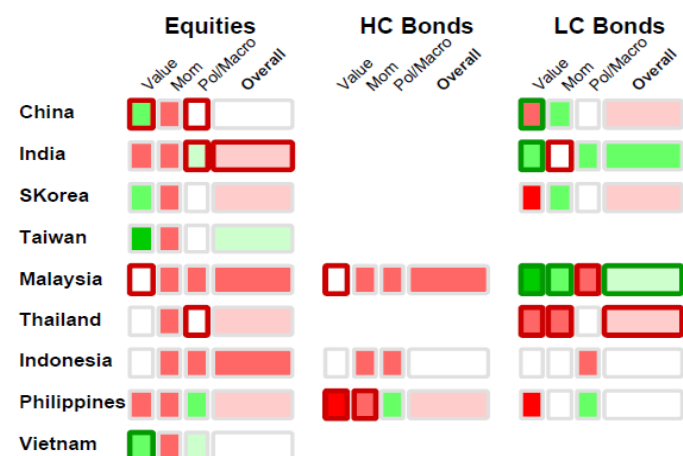 Equities HC Bonds LC Bonds
Value Mom Pol/Macro Overall Value Mom Pol/Macro Overall Value Mom Pol/Macro Overall
China
India
SKorea
Taiwan
Malaysia
Thailand
Indonesia
Philippines
Vietnam